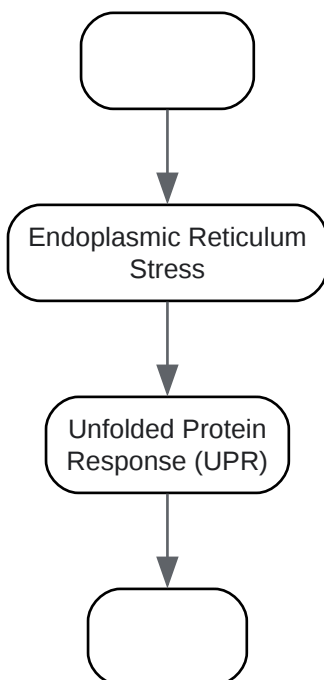 Endoplasmic Reticulum
Stress
Unfolded Protein
Response (UPR)